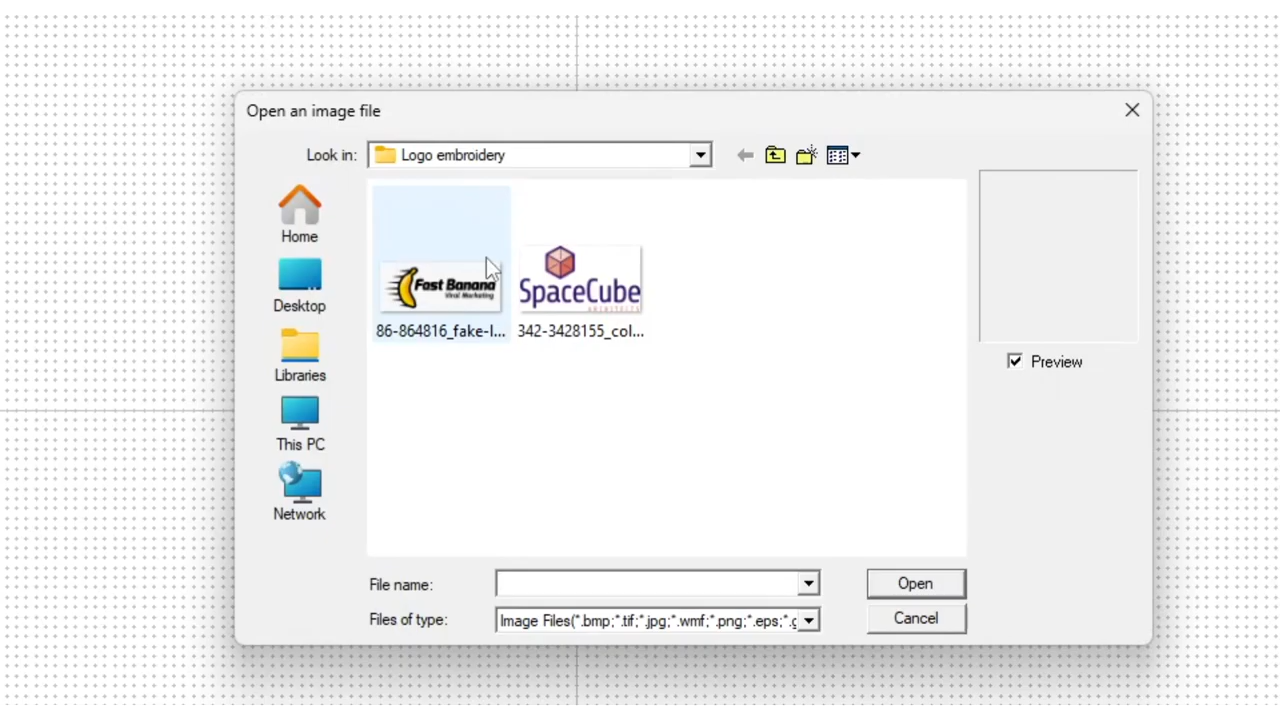 Open an image file
Look in: Logo embroidery
Home
Desktop
Libraries
This PC
Network
Fast Banana
Viral Marketing
SpaceCube
ARCHITECTS
86-864816_fake-l...
342-3428155_col...
Preview
File name:
Open
Files of type: Image Files(*.bmp;*.tif;*.jpg;*.wmf;*.png;*.eps;*.g
Cancel